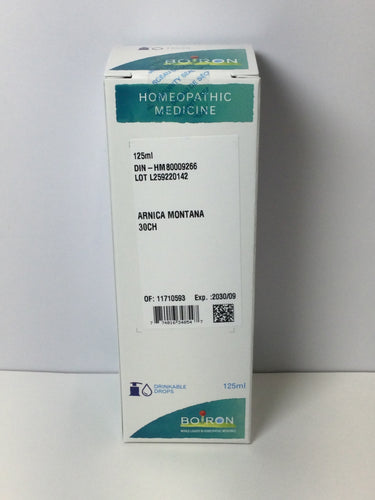 BOIRON
HOMEOPATHIC
MEDICINE
125ml
DIN – HM 80009266
LOT L259220142
ARNICA MONTANA
30CH
OF: 11710593 Exp. :2030/09
DRINKABLE
DROPS
125ml
BOIRON